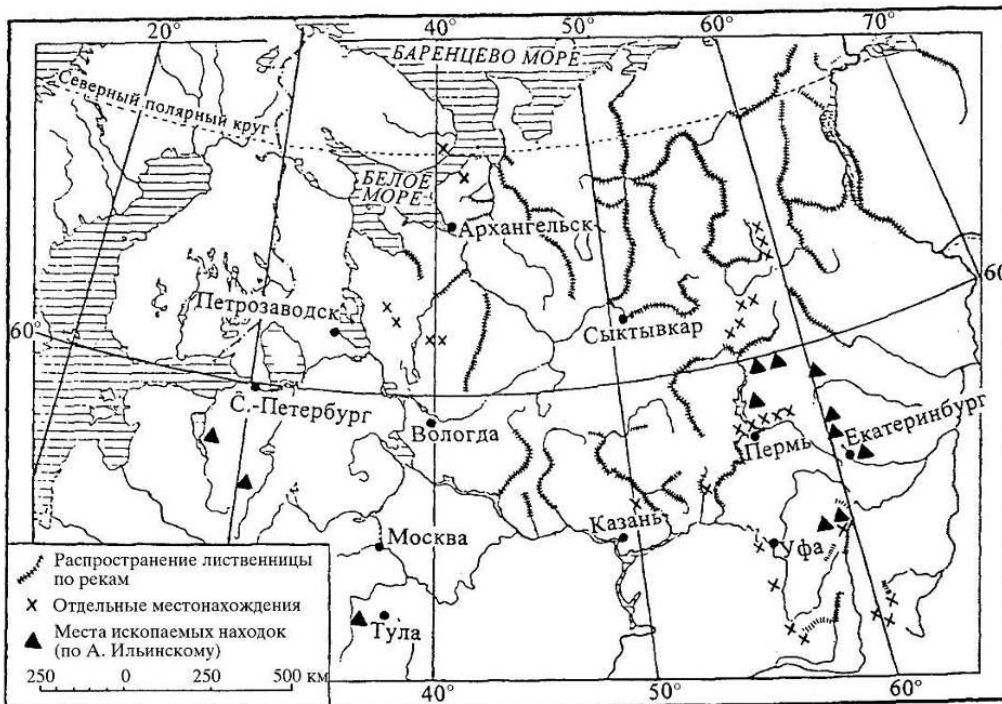 20°
40°
50°
60°
70°
БАРЕНЦЕВО МОРЕ
Северный полярный круг
БЕЛОЕ
МОРЕ
Архангельск
Петрозаводск
Сыктывкар
60°
60°
С.-Петербург
Вологда
Пермь
Екатеринбург
Москва
Казань
Уфа
Тула
Распространение лиственницы
по рекам
Отдельные местонахождения
Места ископаемых находок
(по А. Ильинскому)
250 0 250 500 км
40°
50°
60°